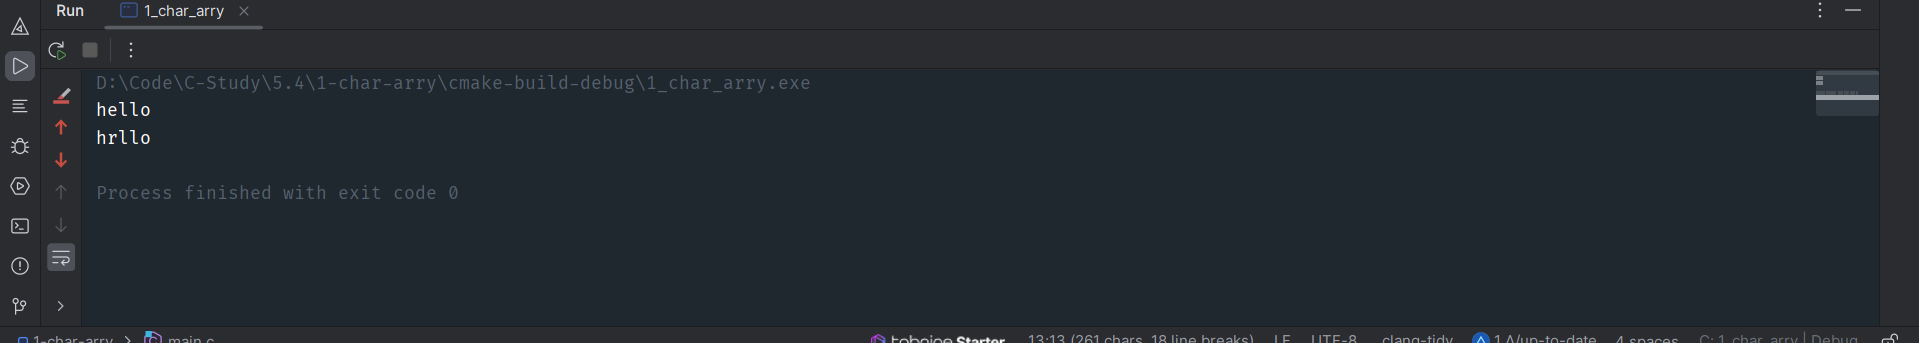 Run 1_char_arry
D:\Code\C-Study\5.4\1-char-arry\cmake-build-debug\1_char_arry.exe
hello
hrllo
Process finished with exit code 0
1-char-arry > main.c Starter 13:13 (261 chars, 18 line breaks) LF UTF-8 clang-tidy 1 Δ/up-to-date 4 spaces C: 1_char_arry | Debug